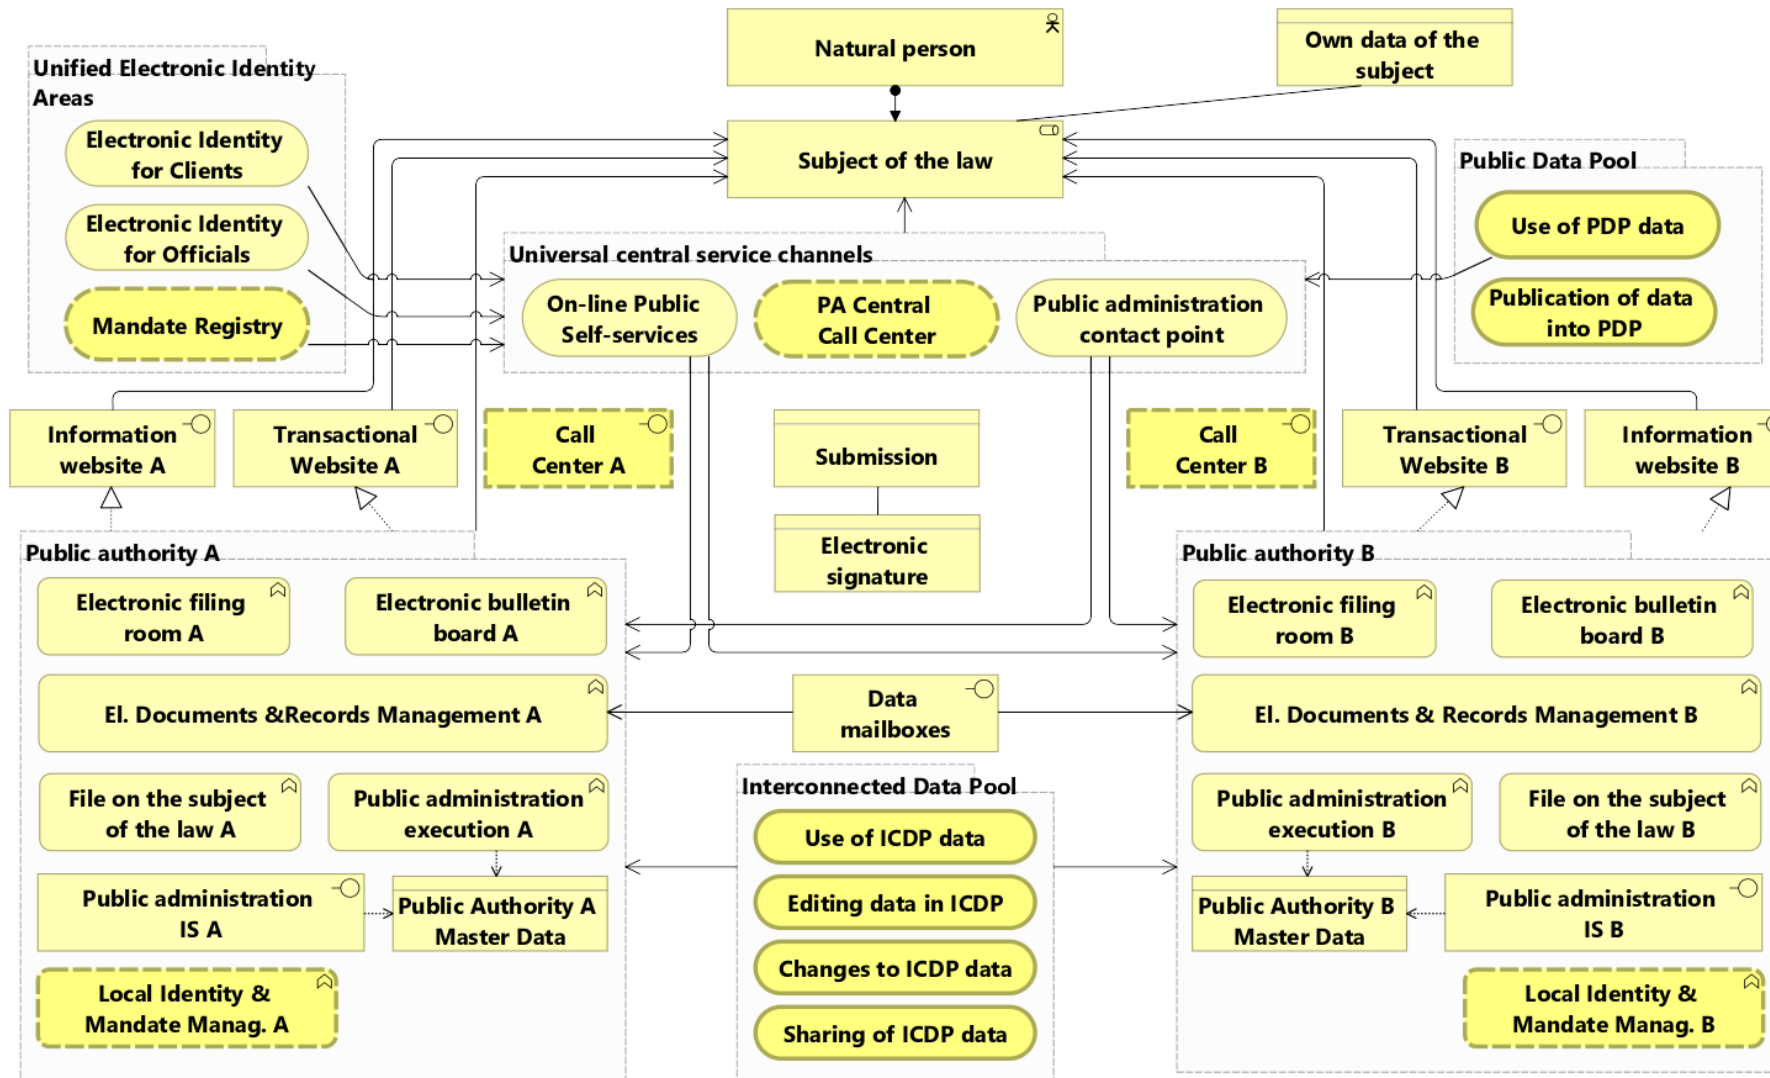 Natural person
Own data of the
subject
Unified Electronic Identity
Areas
Electronic Identity
for Clients
Electronic Identity
for Officials
Mandate Registry
Subject of the law
Public Data Pool
Use of PDP data
Publication of data
into PDP
Universal central service channels
On-line Public
Self-services
PA Central
Call Center
Public administration
contact point
Information
website A
Transactional
Website A
Call
Center A
Submission
Electronic
signature
Call
Center B
Transactional
Website B
Information
website B
Public authority A
Electronic filing
room A
Electronic bulletin
board A
El. Documents &Records Management A
File on the subject
of the law A
Public administration
execution A
Public administration
IS A
Public Authority A
Master Data
Local Identity &
Mandate Manag. A
Data
mailboxes
Interconnected Data Pool
Use of ICDP data
Editing data in ICDP
Changes to ICDP data
Sharing of ICDP data
Public authority B
Electronic filing
room B
Electronic bulletin
board B
El. Documents & Records Management B
Public administration
execution B
File on the subject
of the law B
Public Authority B
Master Data
Public administration
IS B
Local Identity &
Mandate Manag. B